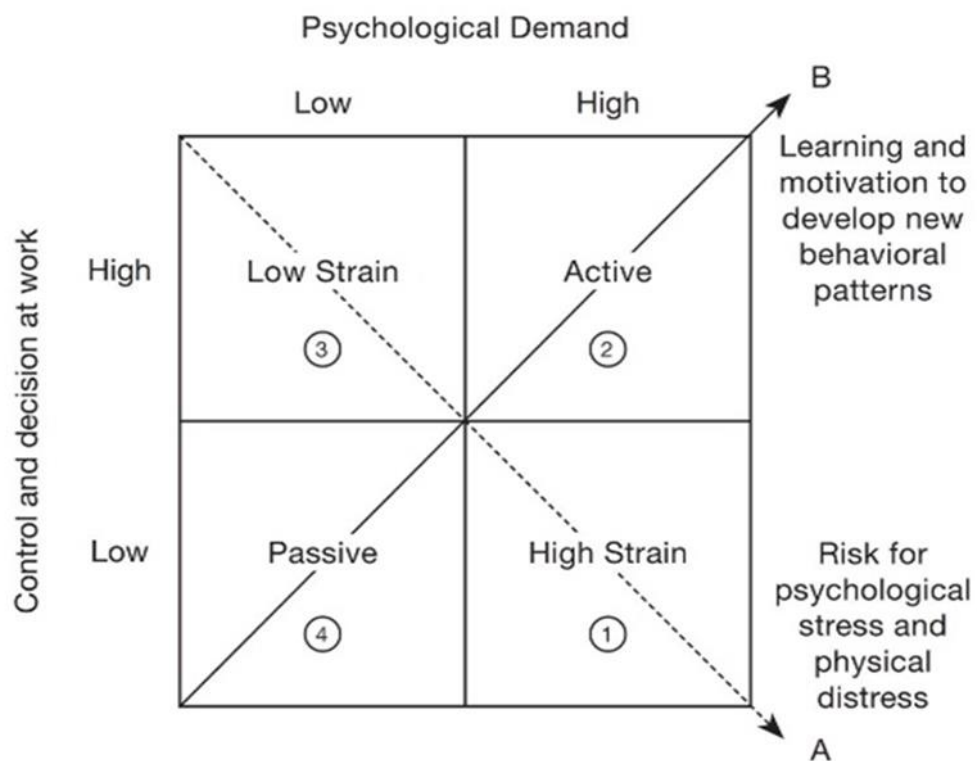 Psychological Demand
Low
High
B
Learning and
motivation to
develop new
behavioral
patterns
Control and decision at work
High
Low Strain
Active
3
2
Low
Passive
High Strain
Risk for
psychological
stress and
physical
distress
4
1
A